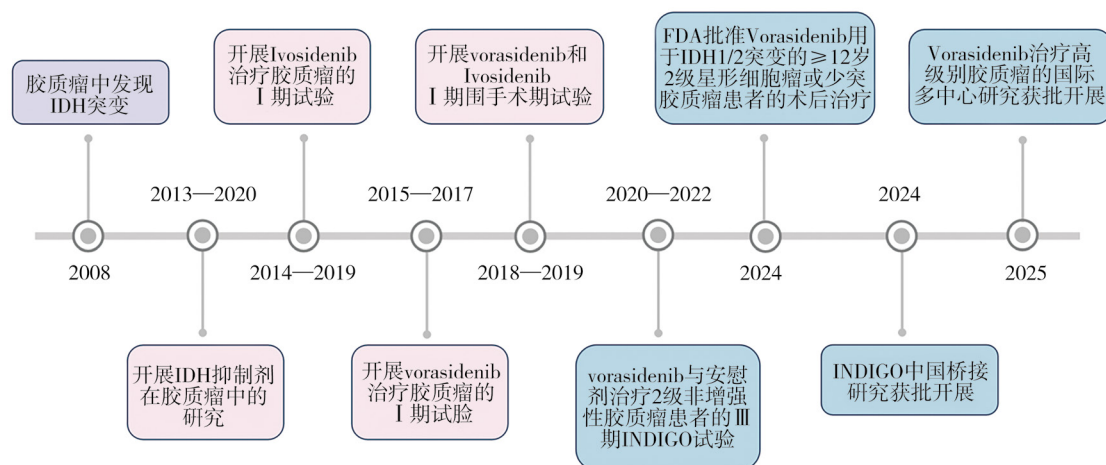 胶质瘤中发现
IDH突变
开展Ivosidenib
治疗胶质瘤的
Ⅰ期试验
开展vorasidenib和
Ivosidenib
Ⅰ期围手术期试验
FDA批准Vorasidenib用
于IDH1/2突变的≥12岁
2级星形细胞瘤或少突
胶质瘤患者的术后治疗
Vorasidenib治疗高
级别胶质瘤的国际
多中心研究获批开展
2013—2020
2015—2017
2020—2022
2024
2008
2014—2019
2018—2019
2024
2025
开展IDH抑制剂
在胶质瘤中的
研究
开展vorasidenib
治疗胶质瘤的
Ⅰ期试脸
vorasidenib与安慰
剂治疗2级非增强
性胶质瘤患者的Ⅲ
期INDIGO试验
INDIGO中国桥接
研究获批开展